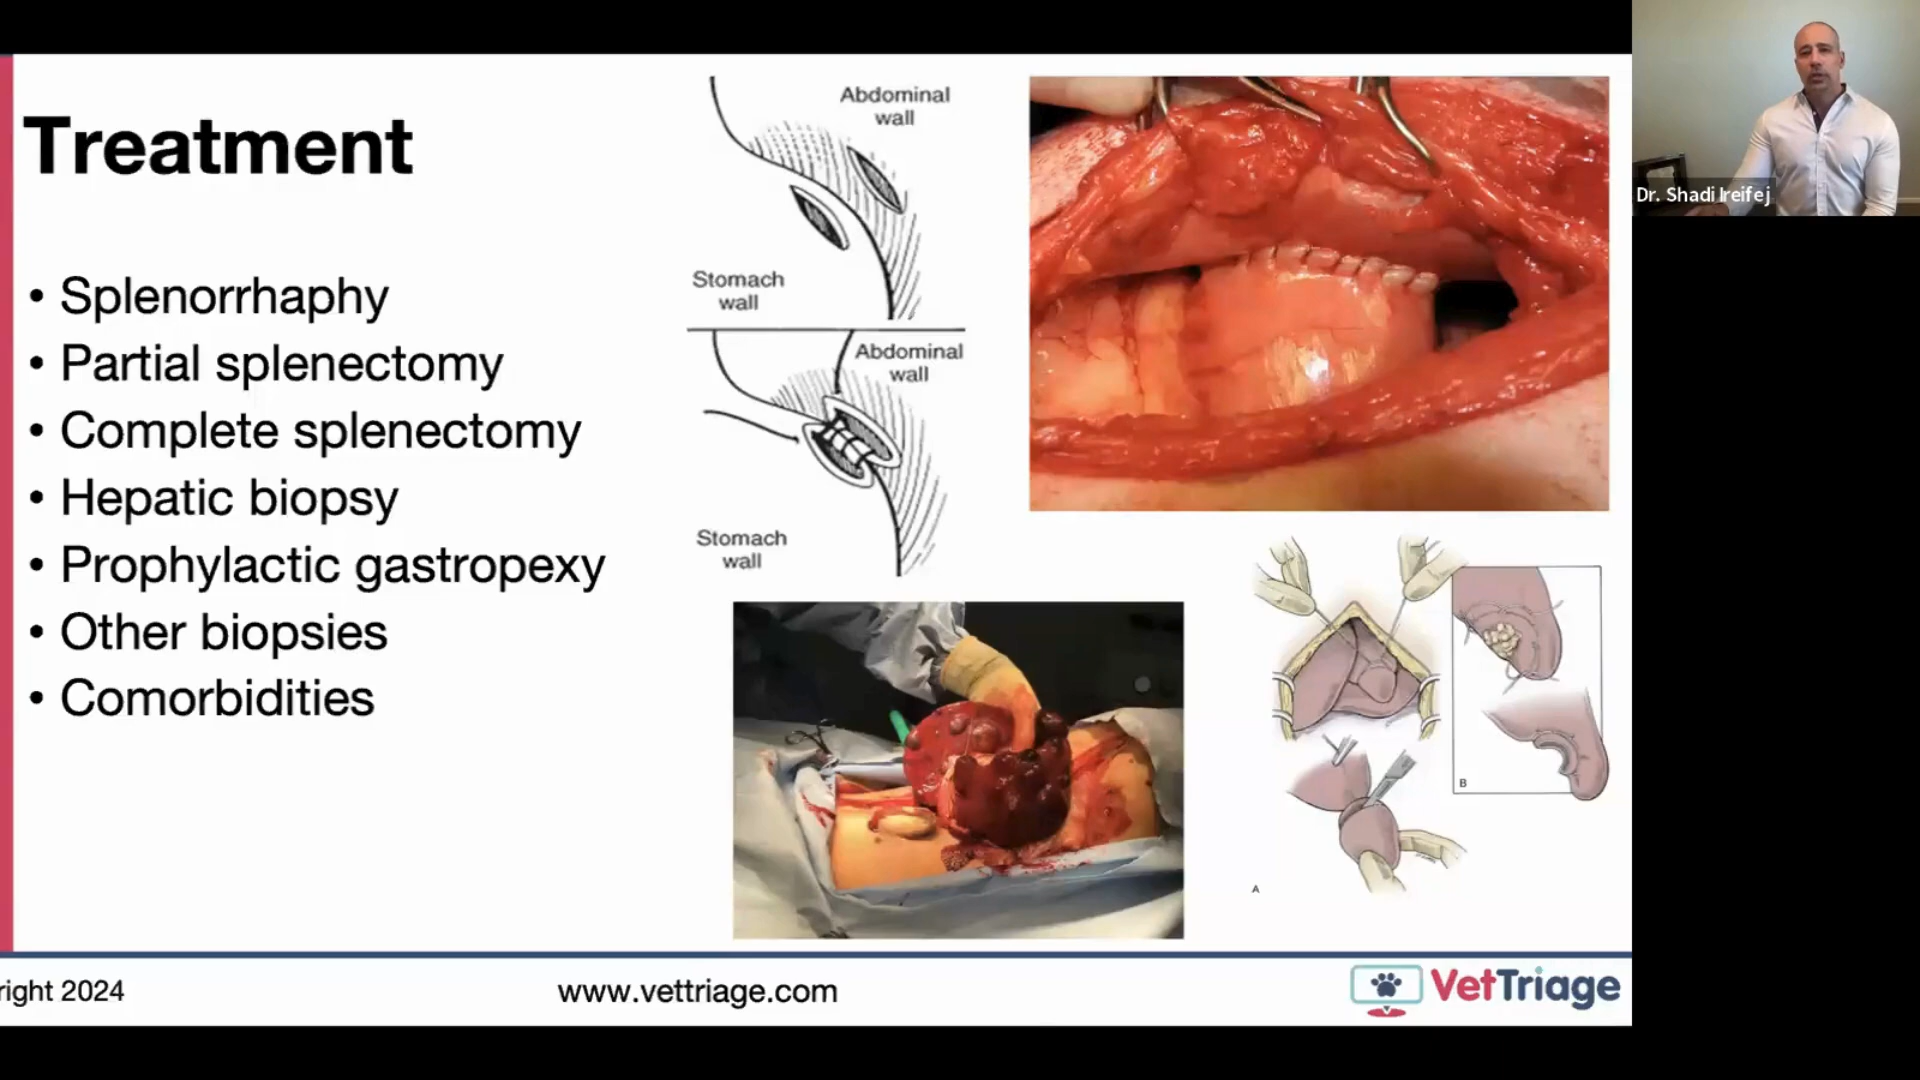 Treatment
• Splenorrhaphy
• Partial splenectomy
• Complete splenectomy
• Hepatic biopsy
• Prophylactic gastropexy
• Other biopsies
• Comorbidities
Abdominal
wall
Stomach
wall
Abdominal
wall
Stomach
wall
B
A
right 2024
www.vettriage.com
VetTriage
Dr. Shadi Ireifej